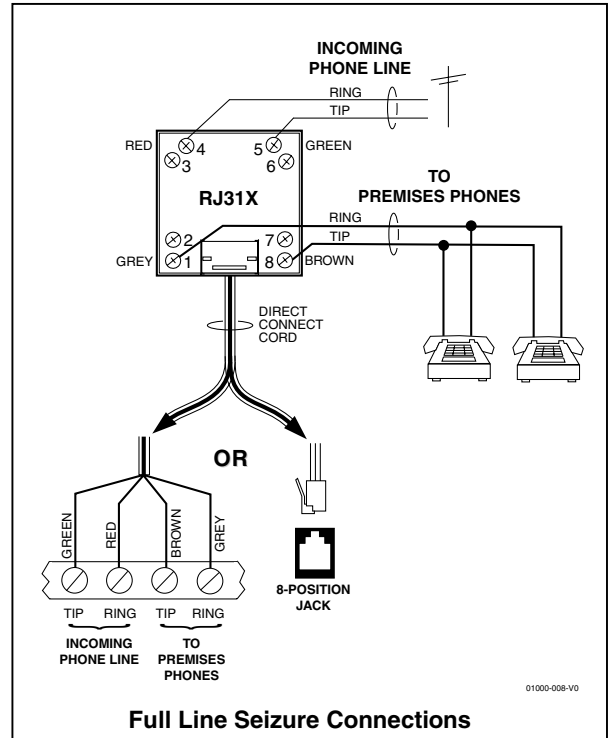 INCOMING
PHONE LINE
RING
TIP
RED
4
5
GREEN
3
6
RJ31X
TO
PREMISES PHONES
RING
TIP
2
7
GREY
1
8
BROWN
DIRECT
CONNECT
CORD
OR
GREEN
RED
BROWN
GREY
8-POSITION
JACK
TIP RING TIP RING
INCOMING
PHONE LINE
TO
PREMISES
PHONES
01000-008-V0
Full Line Seizure Connections